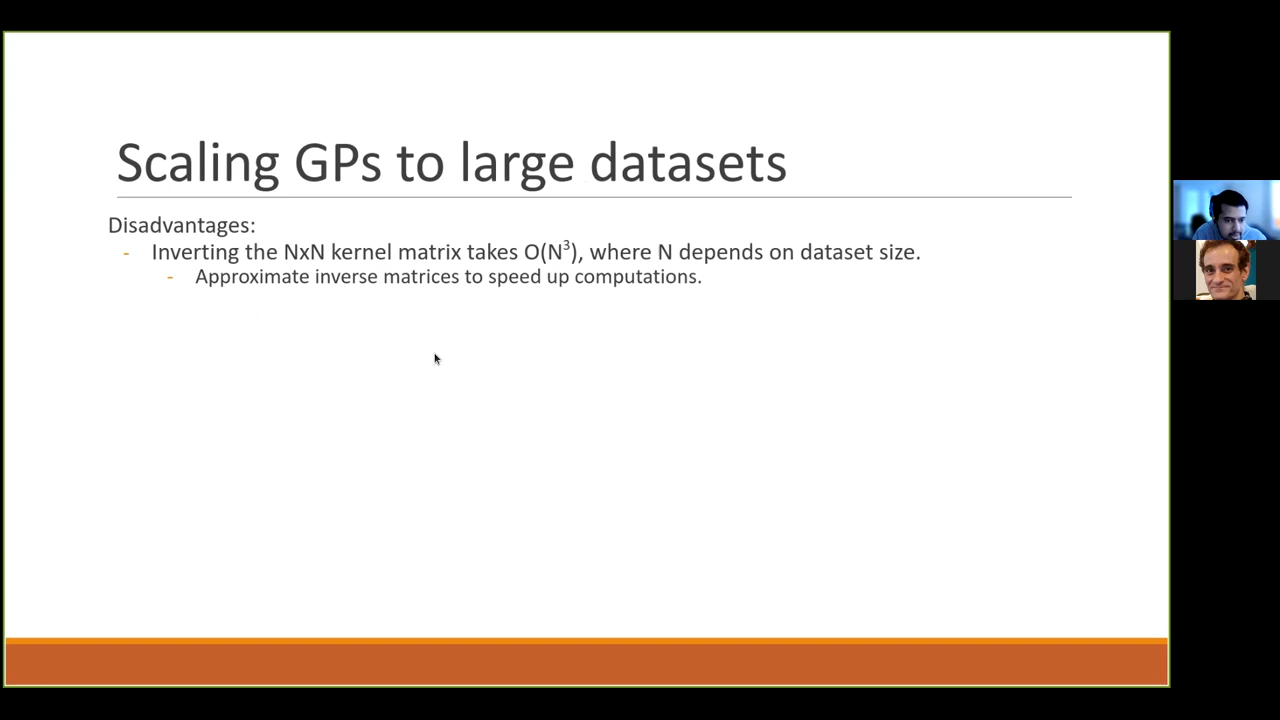 Scaling GPs to large datasets
Disadvantages:
- Inverting the NxN kernel matrix takes O(N³), where N depends on dataset size.
- Approximate inverse matrices to speed up computations.